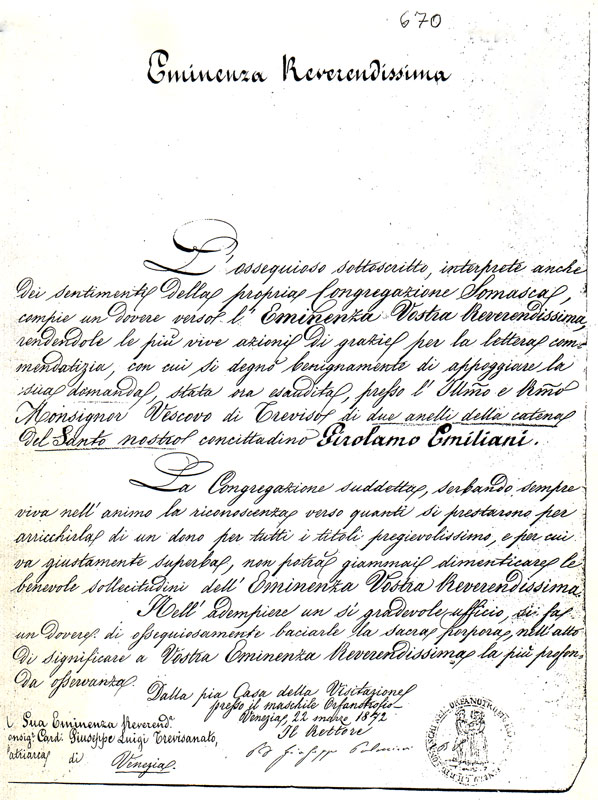 670
Eminenza Reverendissima
L'ossequioso sottoscritto, interprete anche
dei sentimenti della propria Congregazione Somasca,
compie un dovere verso l'Eminenza Vostra Reverendissima,
rendendole le più vive azioni di grazie per la lettera com-
mendatizia, con cui si degnò benignamente di appoggiare la
sua domanda, stata ora esaudita, presso l'Illmo e Rmo
Monsignor Vescovo di Treviso di due anelli della catena
del Santo nostro concittadino Girolamo Emiliani.
La Congregazione suddetta, serbando sempre
viva nell'animo la riconoscenza verso quanti si prestarono per
arricchirla di un dono per tutti i titoli pregievolissimo, e per cui
va giustamente superba, non potrà giammai dimenticare le
benevole sollecitudini dell'Eminenza Vostra Reverendissima
Nell'adempiere un sì gradevole ufficio, si fa
un dovere di ossequiosamente baciarle la sacra porpora, nell'atto
di significare a Vostra Eminenza Reverendissima la più profon-
da osservanza.
Dalla pia Casa della Visitazione
presso il maschile Orfanotrofio
Venezia, 22 marzo 1872
Il Rettore
Sua Eminenza Reverend.
onsigr Card. Giuseppe Luigi Trevisanato,
atriarca di
Venezia